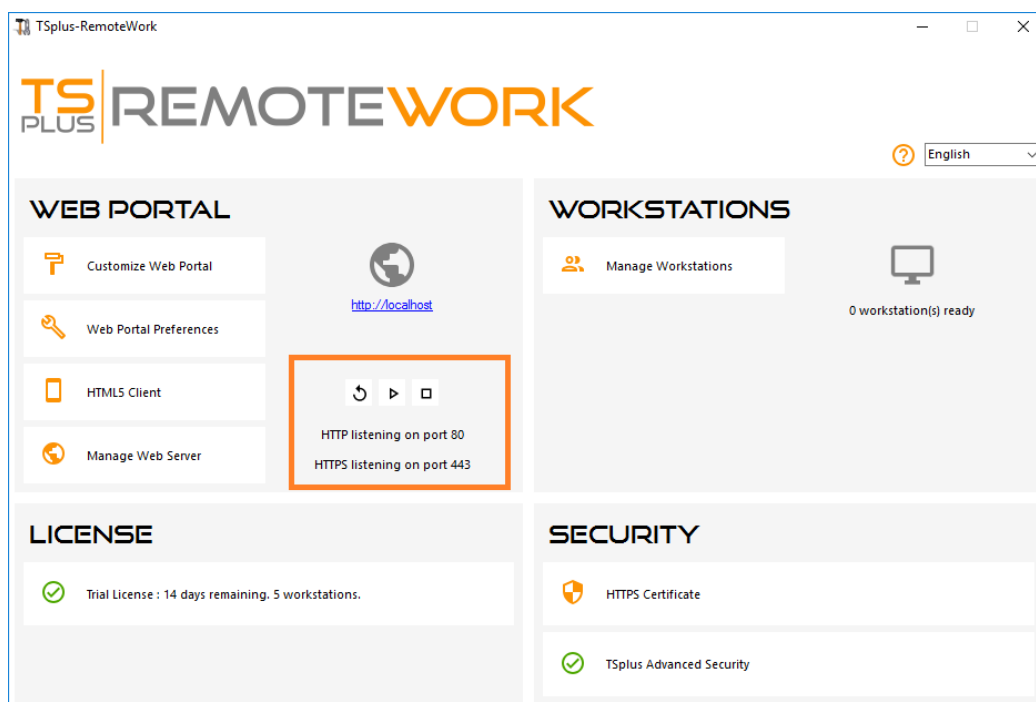 TSplus-RemoteWork
TS PLUS REMOTEWORK
English
WEB PORTAL
Customize Web Portal
http://localhost
Web Portal Preferences
HTML5 Client
HTTP listening on port 80
Manage Web Server
HTTPS listening on port 443
WORKSTATIONS
Manage Workstations
0 workstation(s) ready
LICENSE
Trial License : 14 days remaining. 5 workstations.
SECURITY
HTTPS Certificate
TSplus Advanced Security